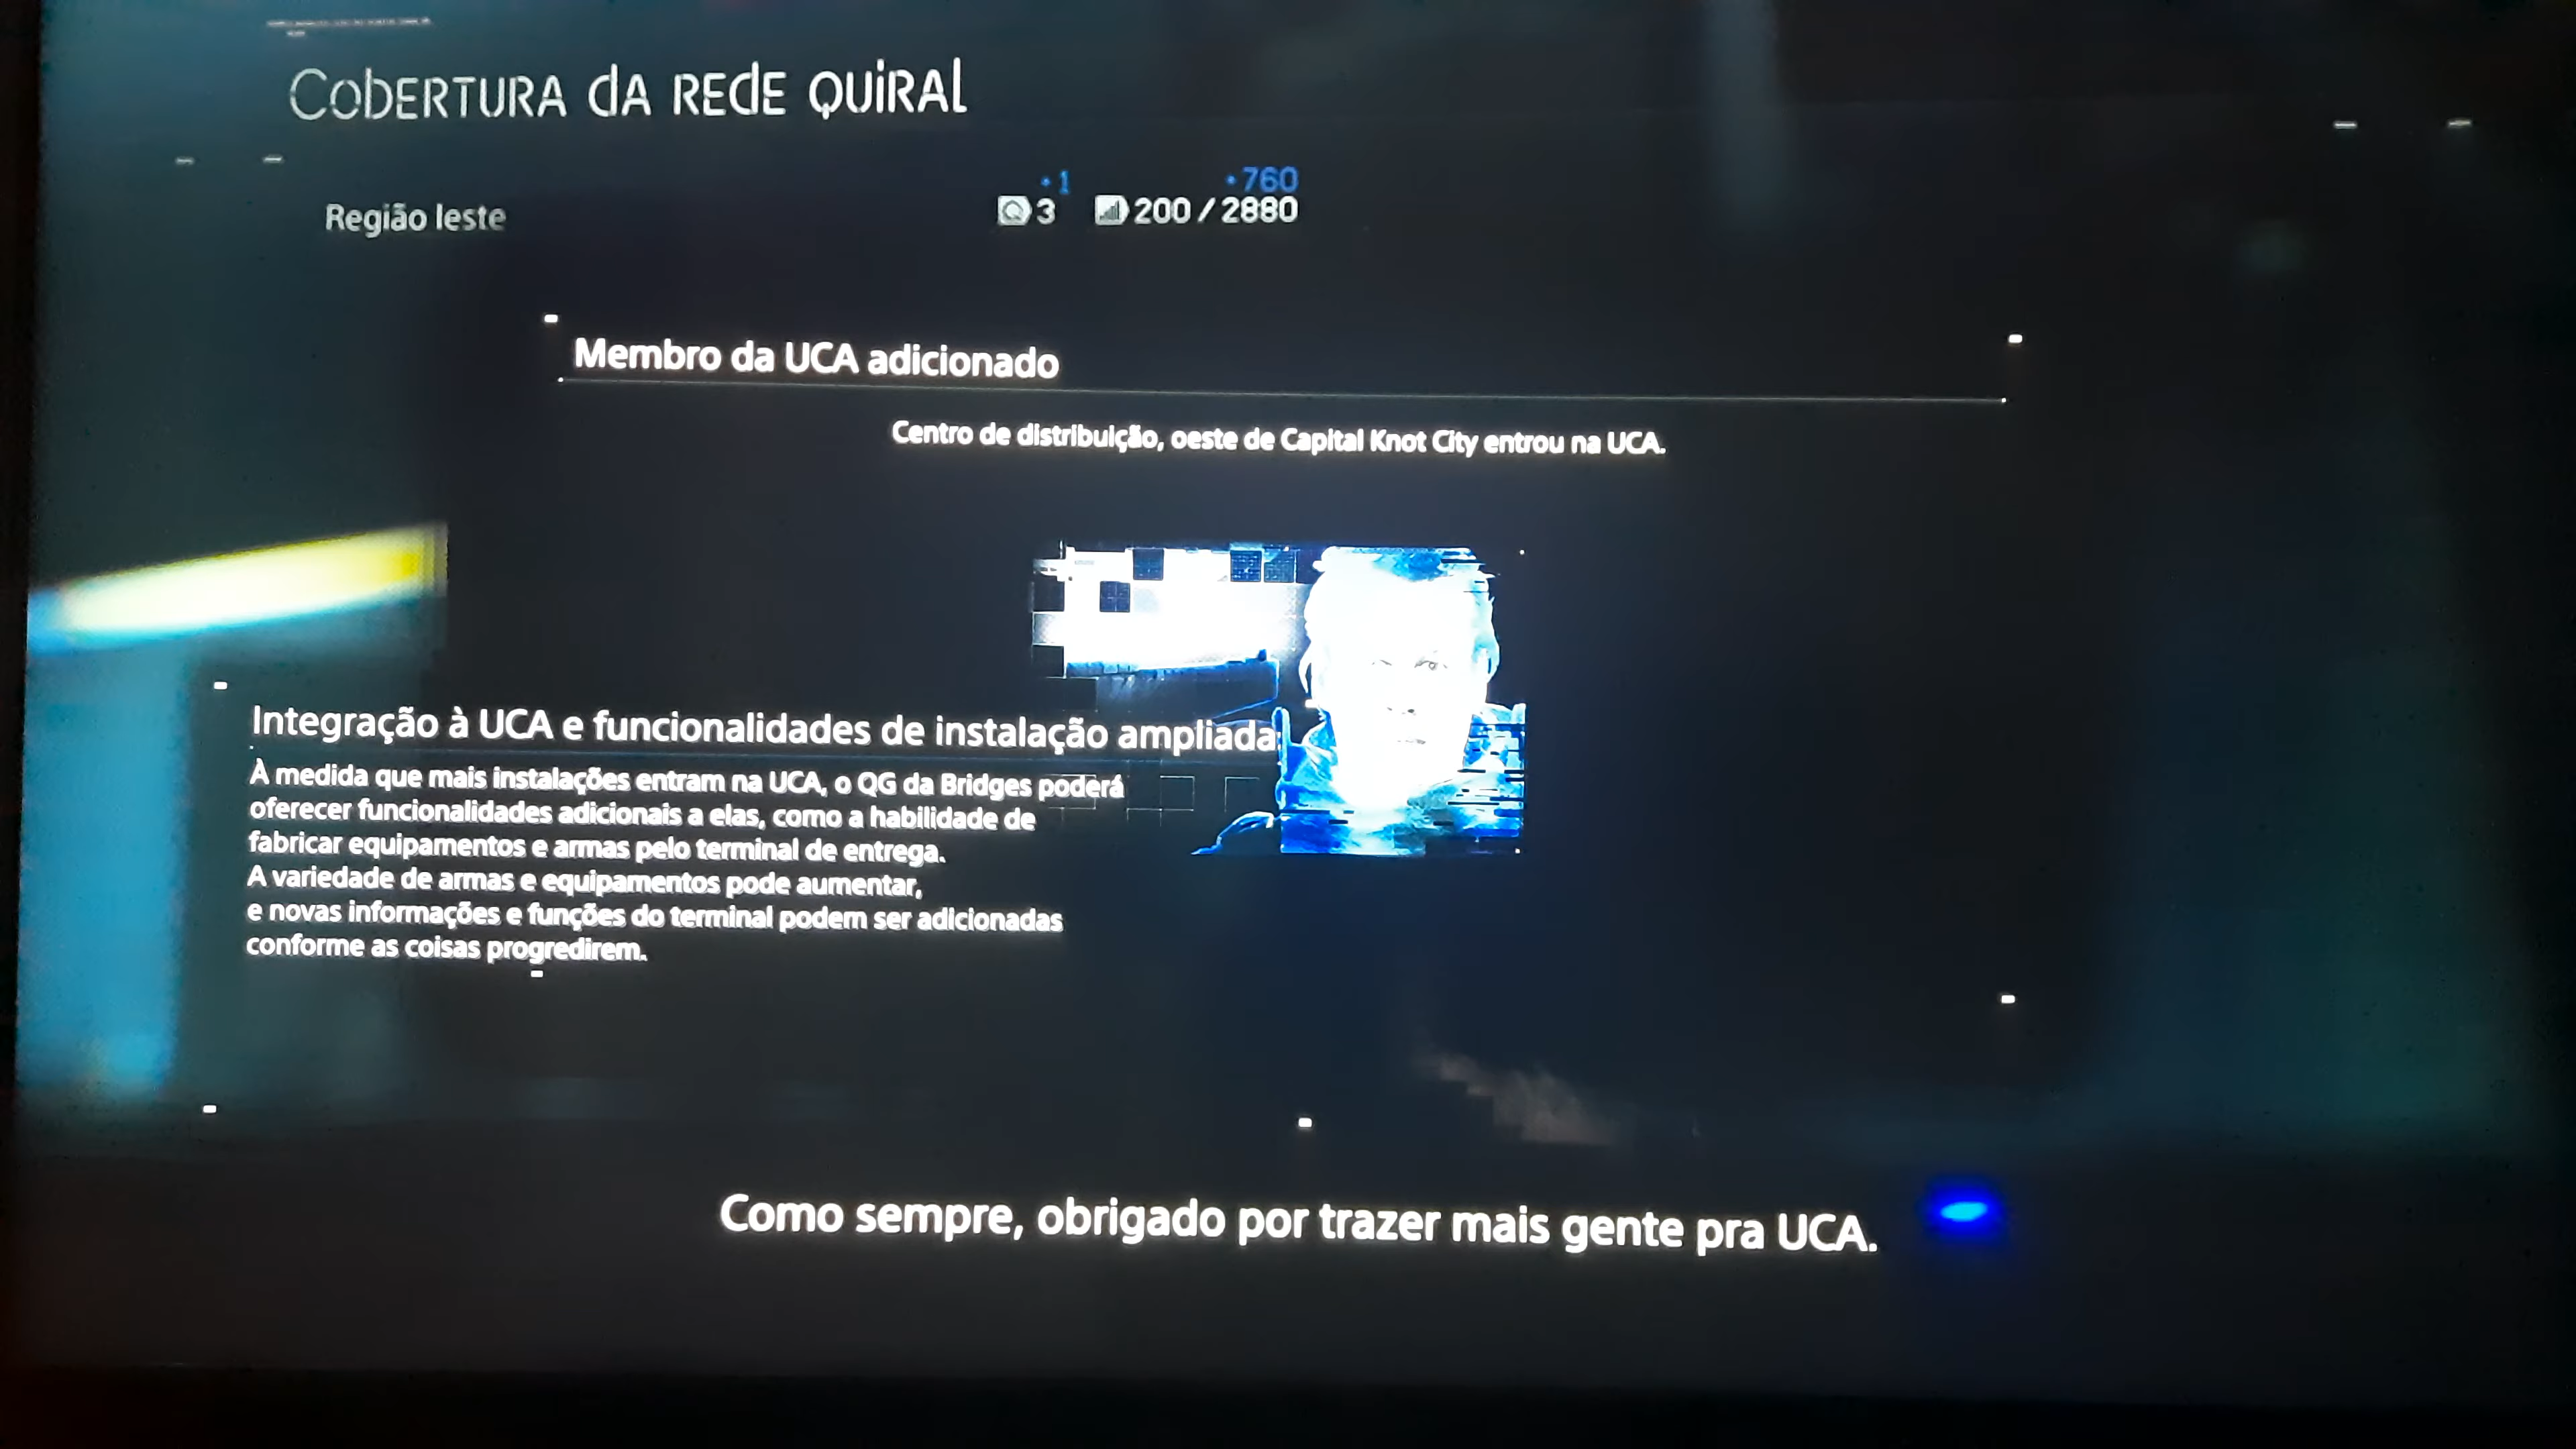 Cobertura da rede quiral
+1 +760
Região leste 3 200 / 2880
Membro da UCA adicionado
Centro de distribuição, oeste de Capital Knot City entrou na UCA.
Integração à UCA e funcionalidades de instalação ampliada
À medida que mais instalações entram na UCA, o QG da Bridges poderá
oferecer funcionalidades adicionais a elas, como a habilidade de
fabricar equipamentos e armas pelo terminal de entrega.
A variedade de armas e equipamentos pode aumentar,
e novas informações e funções do terminal podem ser adicionadas
conforme as coisas progredirem.
Como sempre, obrigado por trazer mais gente pra UCA.